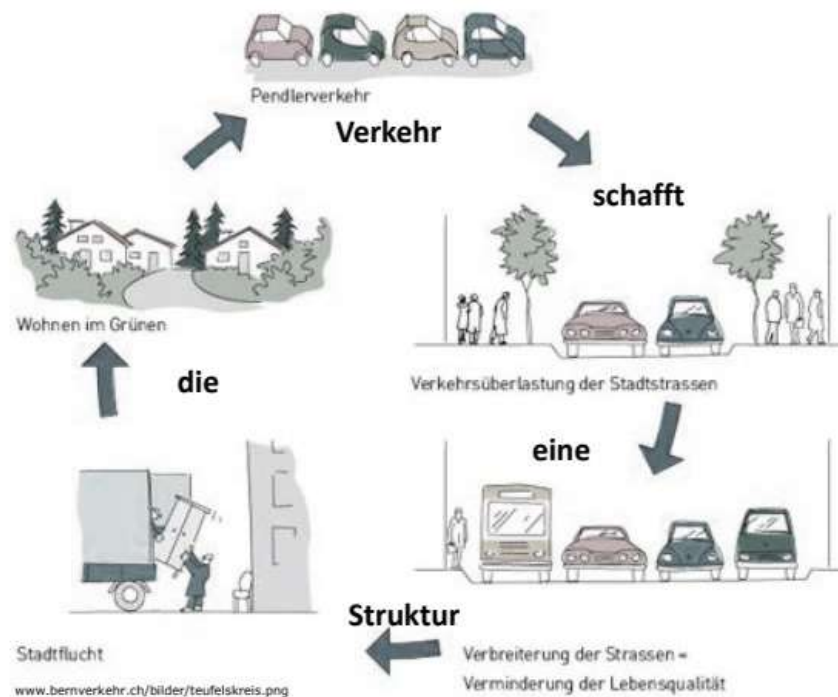 Pendlerverkehr
Verkehr
schafft
Verkehrsüberlastung der Stadtstrassen
eine
Verbreiterung der Strassen =
Verminderung der Lebensqualität
Struktur
Stadtflucht
die
Wohnen im Grünen
www.bernverkehr.ch/bilder/teufelskreis.png